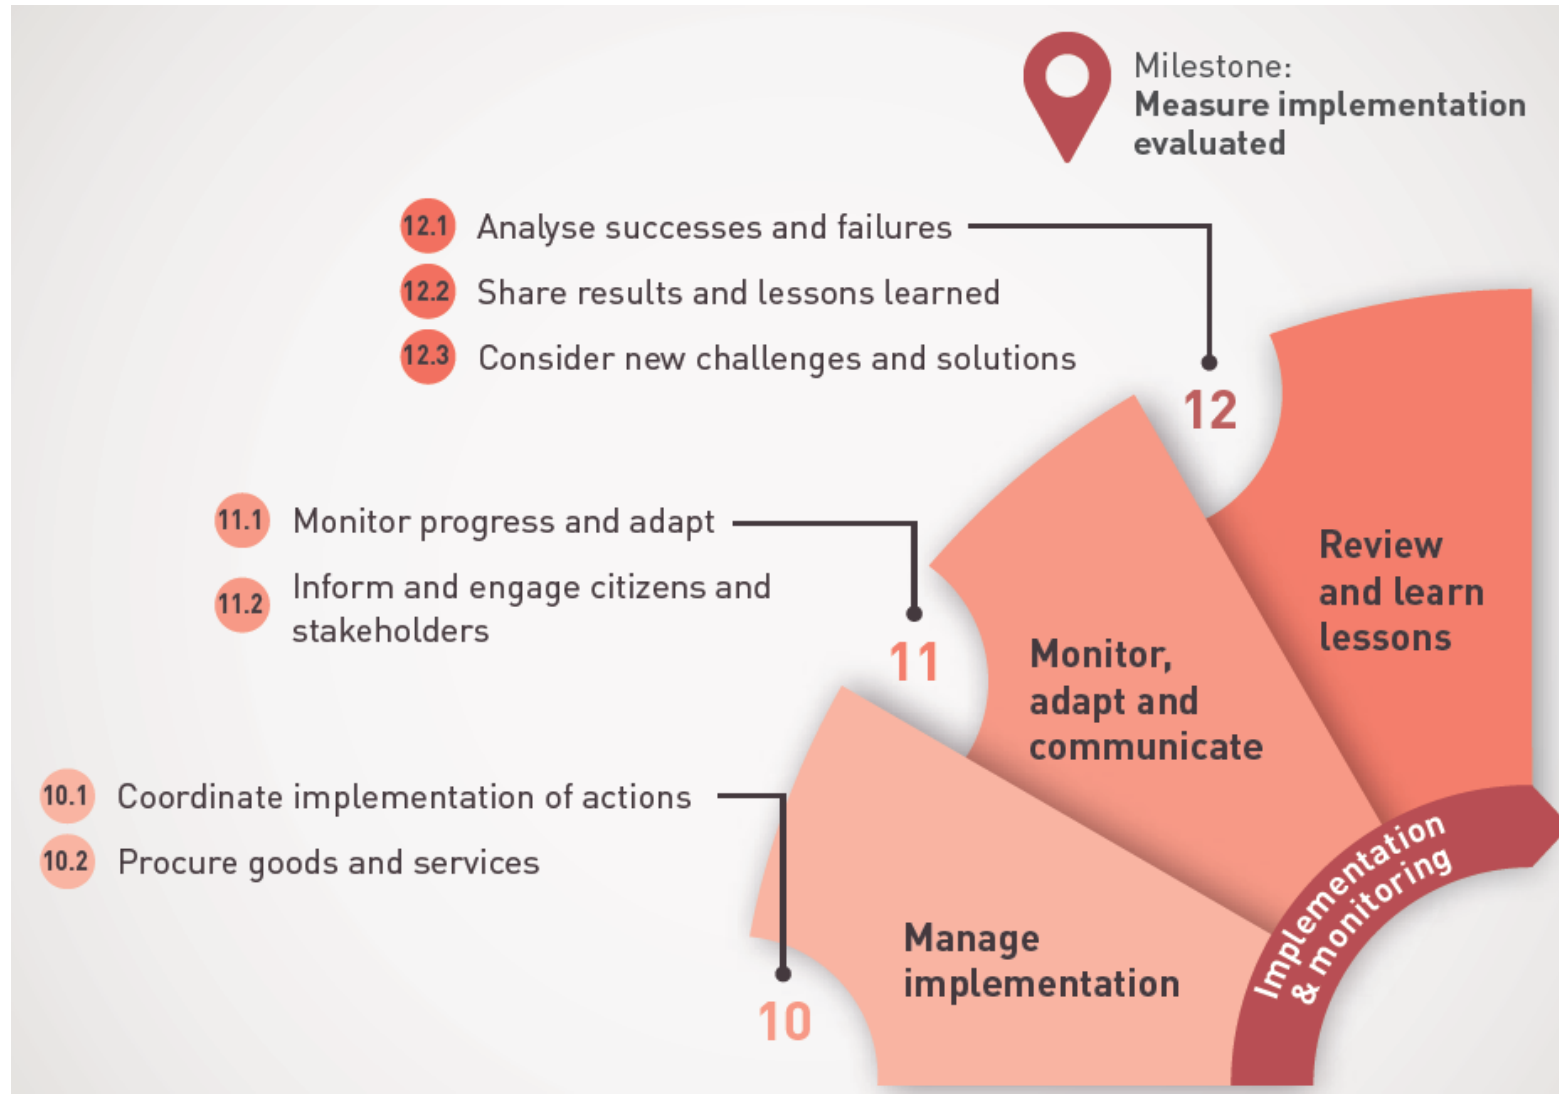 Milestone:
Measure implementation
evaluated
12.1 Analyse successes and failures
12.2 Share results and lessons learned
12.3 Consider new challenges and solutions
12
Review
and learn
lessons
11.1 Monitor progress and adapt
11.2 Inform and engage citizens and
stakeholders
11
Monitor,
adapt and
communicate
10.1 Coordinate implementation of actions
10.2 Procure goods and services
10
Manage
implementation
Implementation
& monitoring